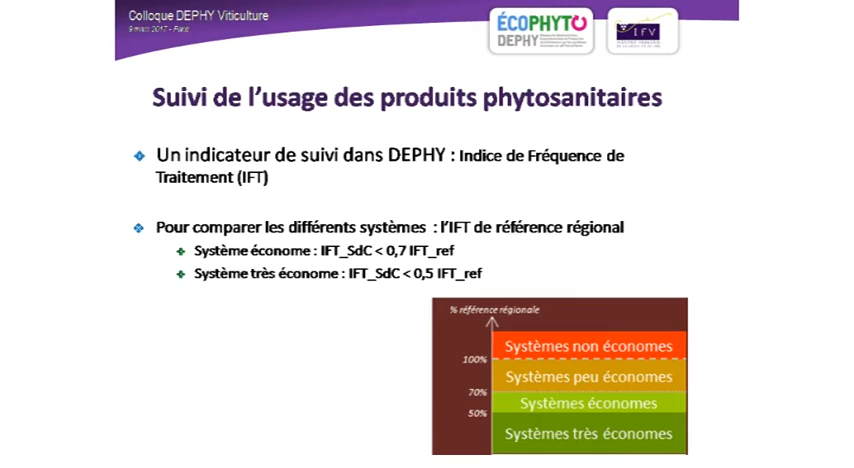 Colloque DEPHY Viticulture
9 mars 2017 - Paris
ÉCOPHYTO
DEPHY
IFV
Suivi de l'usage des produits phytosanitaires
Un indicateur de suivi dans DEPHY : Indice de Fréquence de
Traitement (IFT)
Pour comparer les différents systèmes : l'IFT de référence régional
Système économe : IFT_SdC < 0,7 IFT_ref
Système très économe : IFT_SdC < 0,5 IFT_ref
% référence régionale
Systèmes non économes
100%
Systèmes peu économes
70%
Systèmes économes
50%
Systèmes très économes